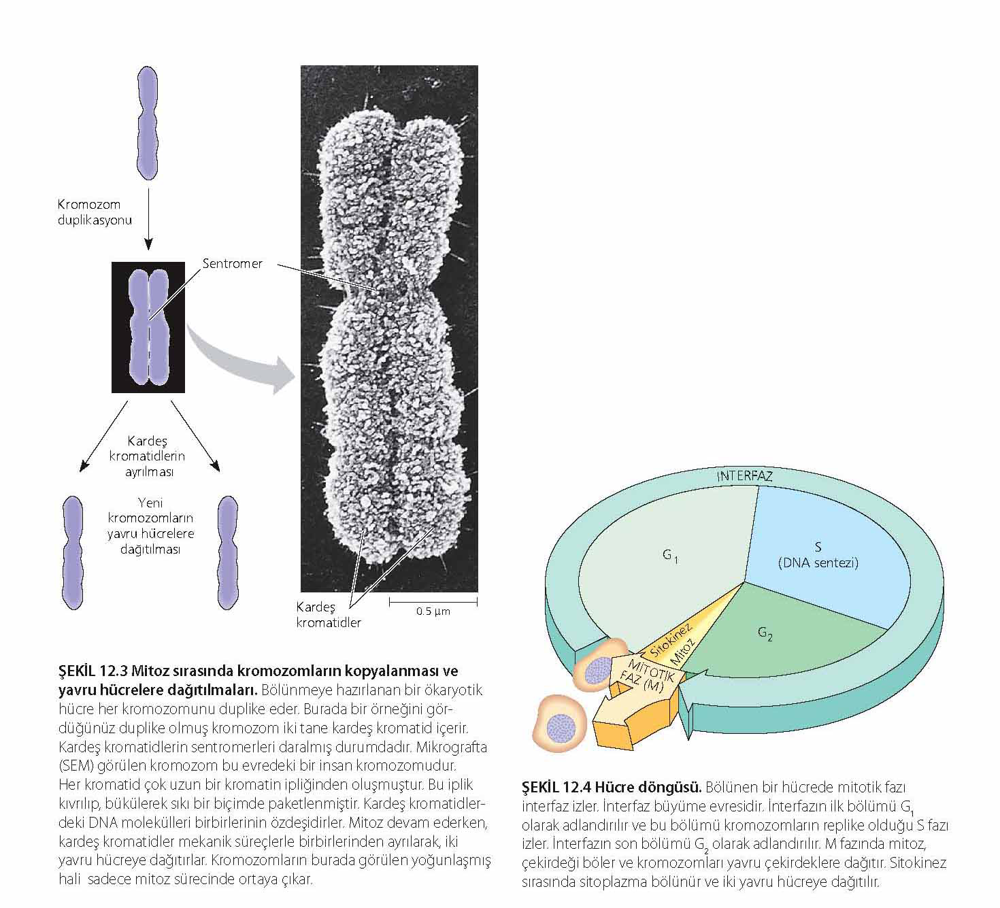 Kromozom
duplikasyonu
Sentromer
Kardeş
kromatidlerin
ayrılması
Yeni
kromozomların
yavru hücrelere
dağıtılması
Kardeş
kromatidler
0.5 µm
ŞEKİL 12.3 Mitoz sırasında kromozomların kopyalanması ve
yavru hücrelere dağıtılmaları. Bölünmeye hazırlanan bir ökaryotik
hücre her kromozomunu duplike eder. Burada bir örneğini gör-
düğünüz duplike olmuş kromozom iki tane kardeş kromatid içerir.
Kardeş kromatidlerin sentromerleri daralmış durumdadır. Mikrografta
(SEM) görülen kromozom bu evredeki bir insan kromozomudur.
Her kromatid çok uzun bir kromatin ipliğinden oluşmuştur. Bu iplik
kıvrılıp, bükülerek sıkı bir biçimde paketlenmiştir. Kardeş kromatidler-
deki DNA molekülleri birbirlerinin özdeşidirler. Mitoz devam ederken,
kardeş kromatidler mekanik süreçlerle birbirlerinden ayrılarak, iki
yavru hücreye dağıtırlar. Kromozomların burada görülen yoğunlaşmış
hali sadece mitoz sürecinde ortaya çıkar.
INTERFAZ
G1
S
(DNA sentezi)
G2
Sitokinez
Mitoz
MİTOTİK
FAZ (M)
ŞEKİL 12.4 Hücre döngüsü. Bölünen bir hücrede mitotik fazı
interfaz izler. İnterfaz büyüme evresidir. İnterfazın ilk bölümü G1
olarak adlandırılır ve bu bölümü kromozomların replike olduğu S fazı
izler. İnterfazın son bölümü G2 olarak adlandırılır. M fazında mitoz,
çekirdeği böler ve kromozomları yavru çekirdeklere dağıtır. Sitokinez
sırasında sitoplazma bölünür ve iki yavru hücreye dağıtılır.